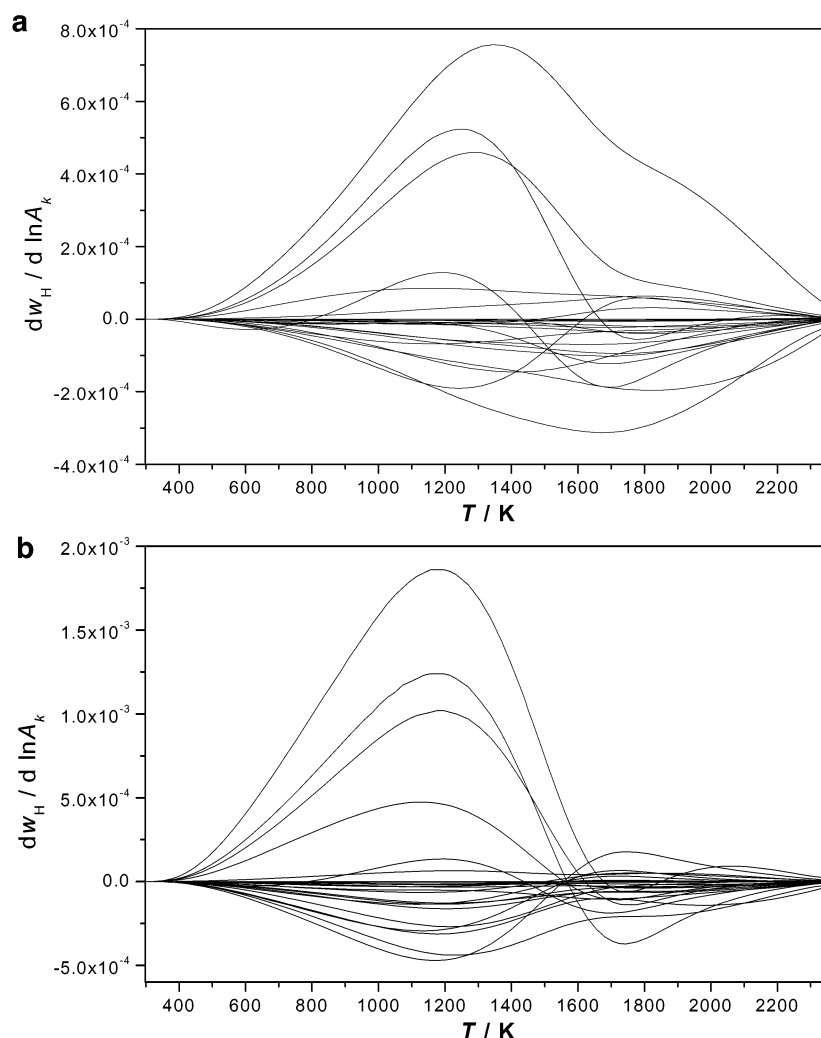 a
8.0x10⁻⁴
6.0x10⁻⁴
4.0x10⁻⁴
2.0x10⁻⁴
0.0
-2.0x10⁻⁴
-4.0x10⁻⁴
dw_H / d lnA_k
400 600 800 1000 1200 1400 1600 1800 2000 2200
T / K
b
2.0x10⁻³
1.5x10⁻³
1.0x10⁻³
5.0x10⁻⁴
0.0
-5.0x10⁻⁴
dw_H / d lnA_k
400 600 800 1000 1200 1400 1600 1800 2000 2200
T / K